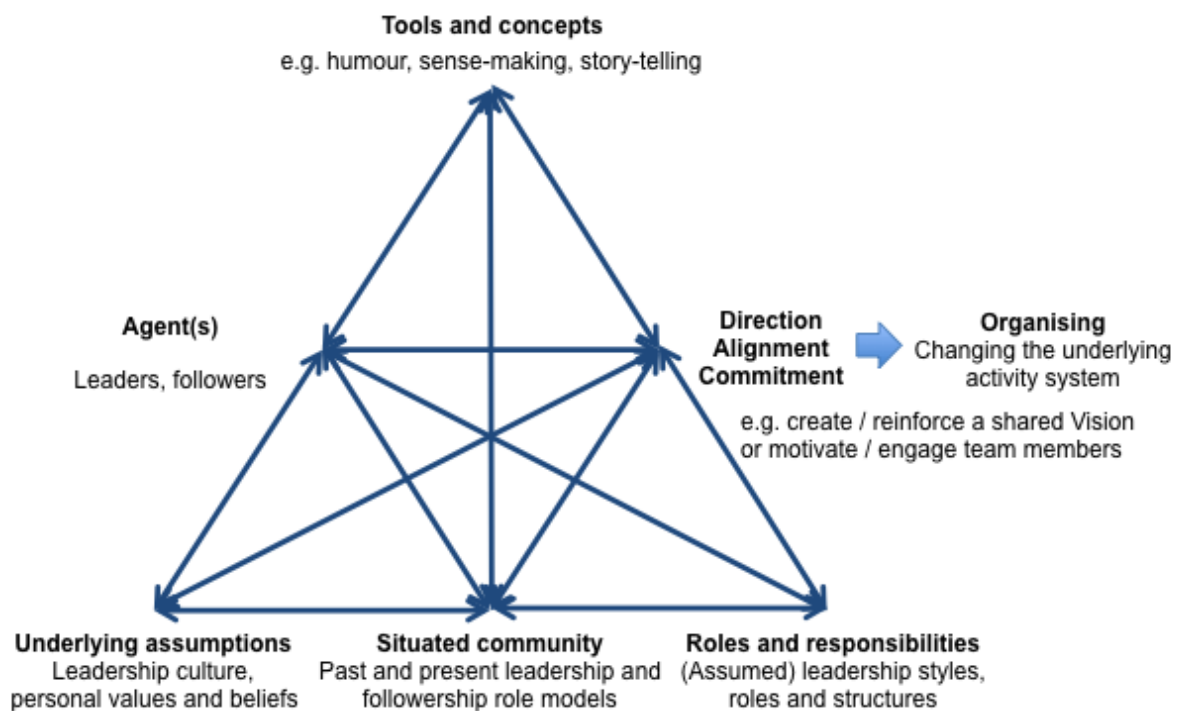 Tools and concepts
e.g. humour, sense-making, story-telling
Agent(s)
Leaders, followers
Direction
Alignment
Commitment
e.g. create / reinforce a shared Vision
or motivate / engage team members
Organising
Changing the underlying
activity system
Underlying assumptions
Leadership culture,
personal values and beliefs
Situated community
Past and present leadership and
followership role models
Roles and responsibilities
(Assumed) leadership styles,
roles and structures